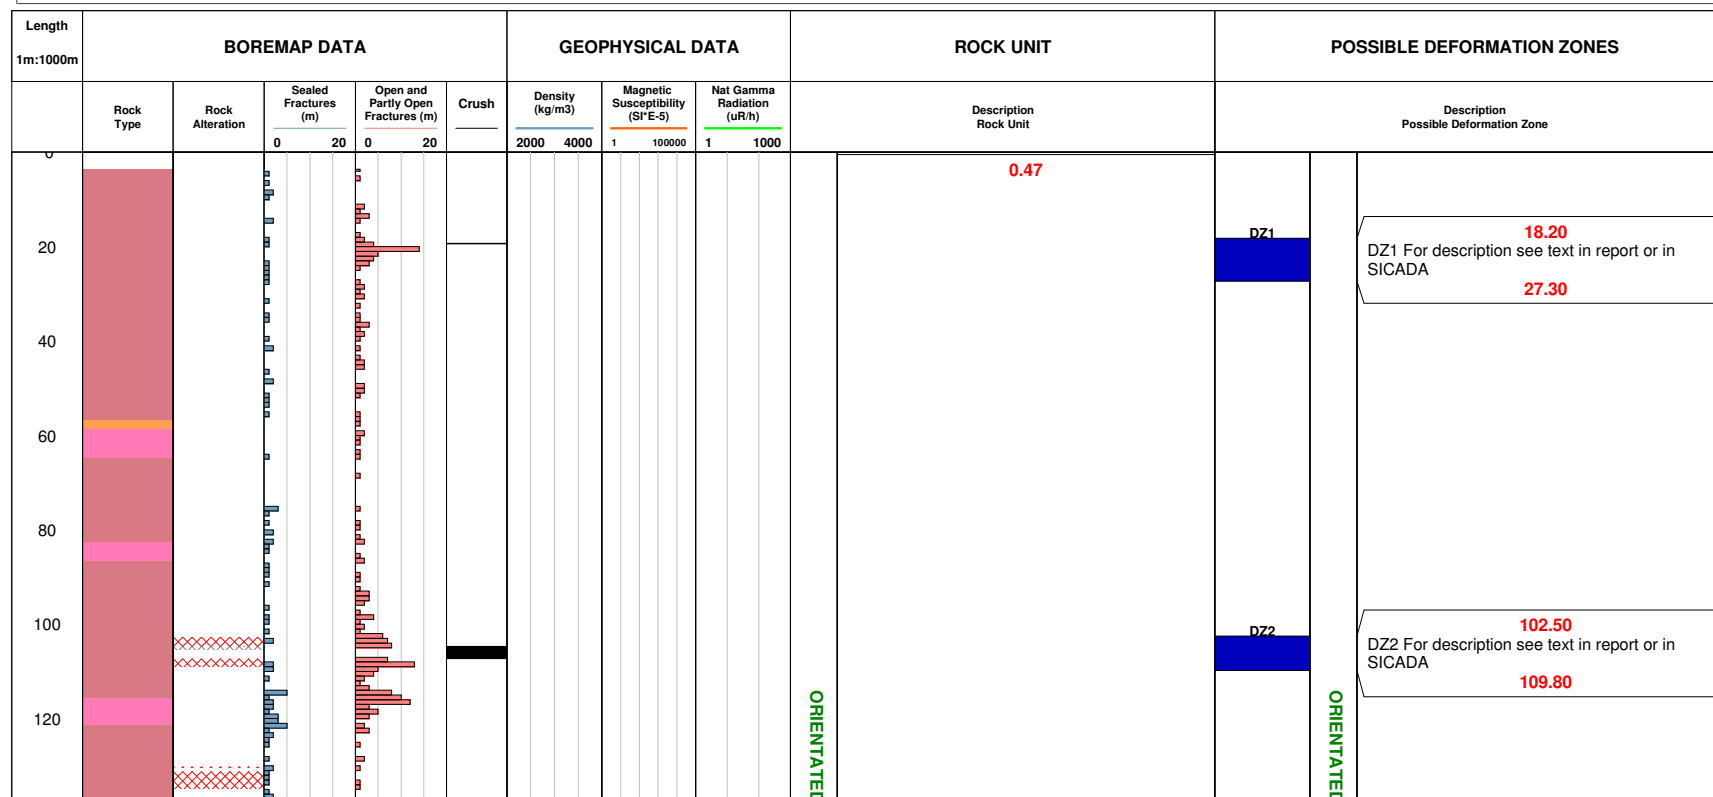 Length
1m:1000m
BOREMAP DATA
GEOPHYSICAL DATA
ROCK UNIT
POSSIBLE DEFORMATION ZONES
Rock
Type
Rock
Alteration
Sealed
Fractures
(m)
0 20
Open and
Partly Open
Fractures (m)
0 20
Crush
Density
(kg/m3)
2000 4000
Magnetic
Susceptibility
(SI*E-5)
1 100000
Nat Gamma
Radiation
(uR/h)
1 1000
Description
Rock Unit
Description
Possible Deformation Zone
0
20
40
60
80
100
120
ORIENTATED
0.47
DZ1
DZ2
ORIENTATED
18.20
DZ1 For description see text in report or in
SICADA
27.30
102.50
DZ2 For description see text in report or in
SICADA
109.80